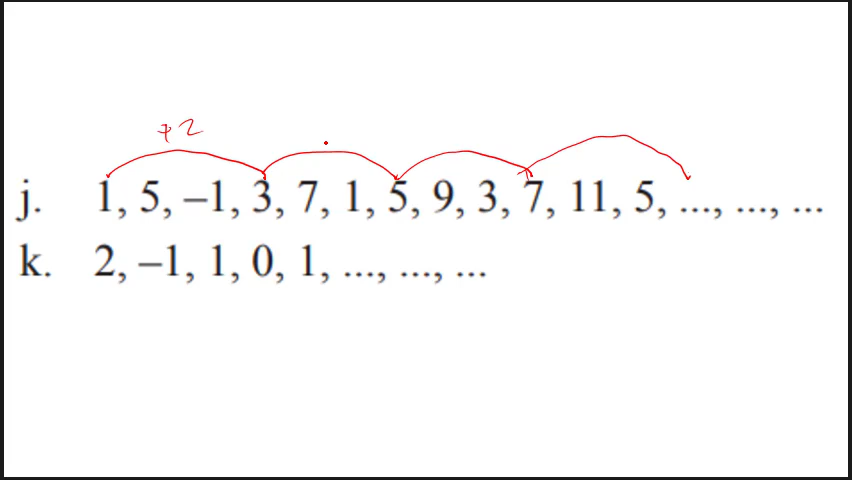 +2
j. 1, 5, –1, 3, 7, 1, 5, 9, 3, 7, 11, 5, ..., ..., ...
k. 2, –1, 1, 0, 1, ..., ..., ...